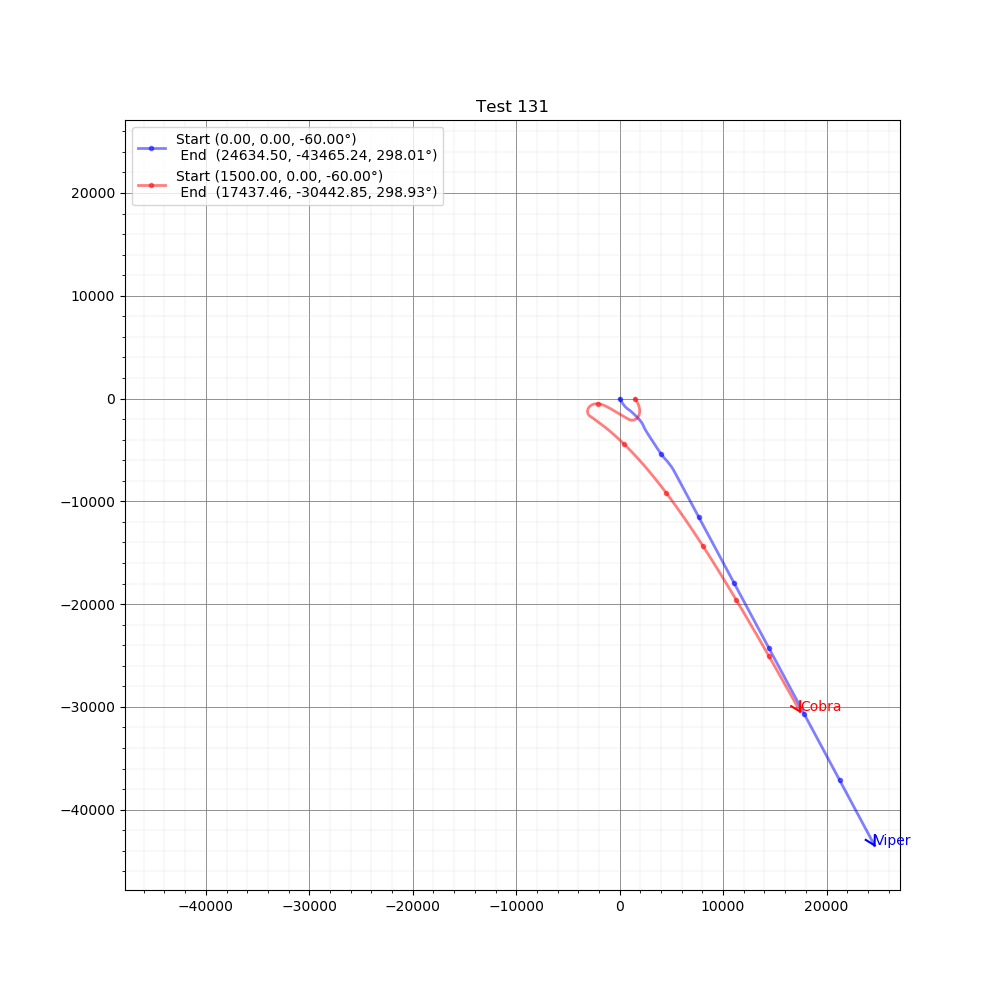 Test 131
Start (0.00, 0.00, -60.00°)
End (24634.50, -43465.24, 298.01°)
Start (1500.00, 0.00, -60.00°)
End (17437.46, -30442.85, 298.93°)
20000
10000
0
−10000
−20000
−30000
−40000
Cobra
Viper
−40000
−30000
−20000
−10000
0
10000
20000